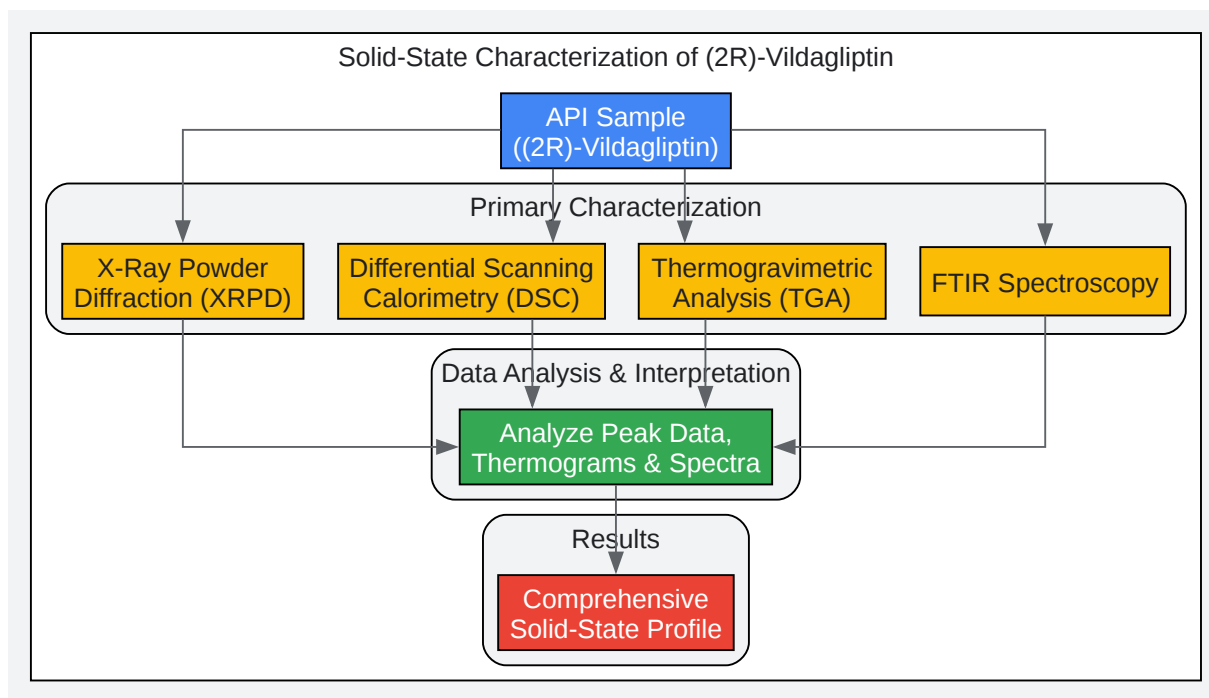 Solid-State Characterization of (2R)-Vildagliptin
API Sample
((2R)-Vildagliptin)
Primary Characterization
X-Ray Powder
Diffraction (XRPD)
Differential Scanning
Calorimetry (DSC)
Thermogravimetric
Analysis (TGA)
FTIR Spectroscopy
Data Analysis & Interpretation
Analyze Peak Data,
Thermograms & Spectra
Results
Comprehensive
Solid-State Profile